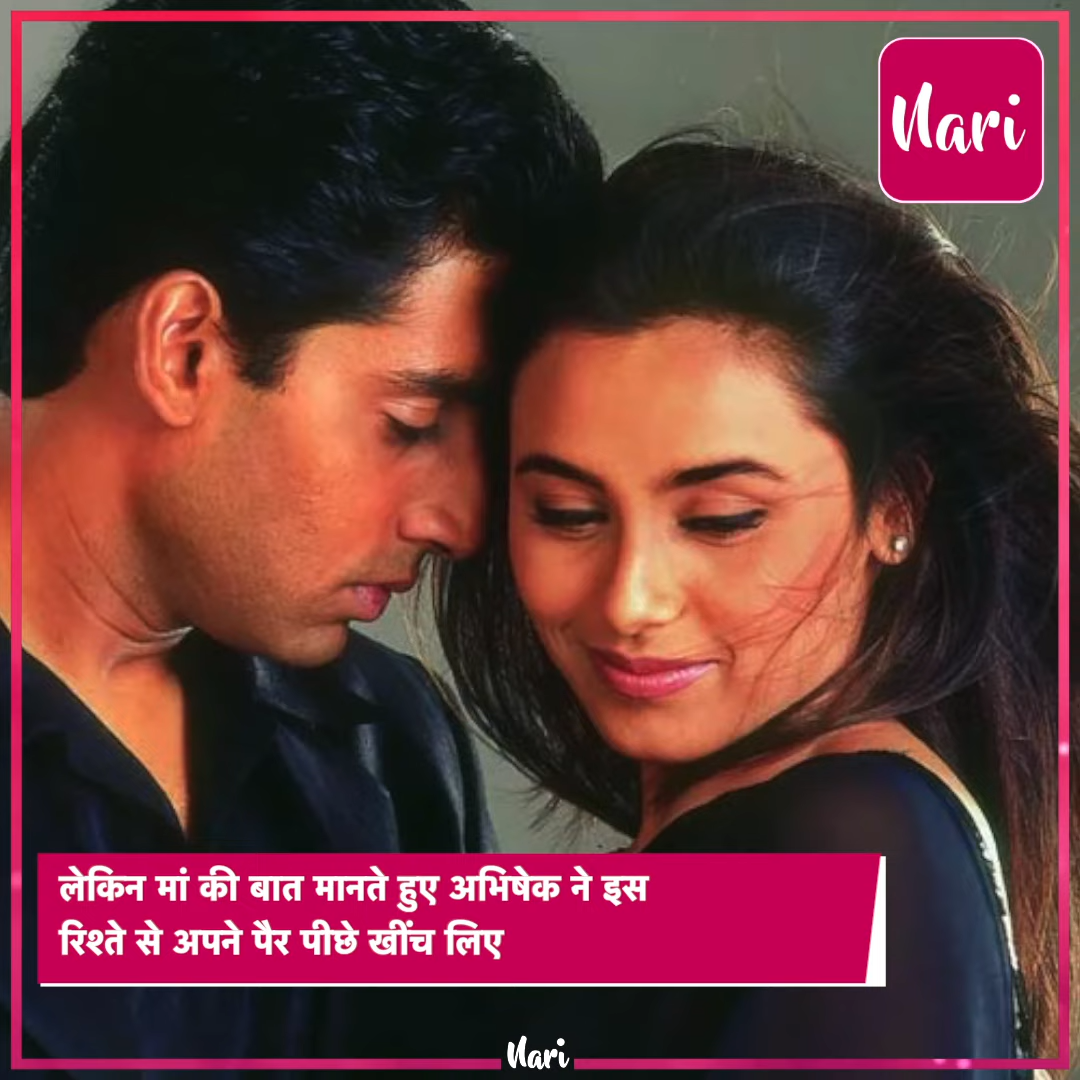 Nari
लेकिन मां की बात मानते हुए अभिषेक ने इस
रिश्ते से अपने पैर पीछे खींच लिए
Nari